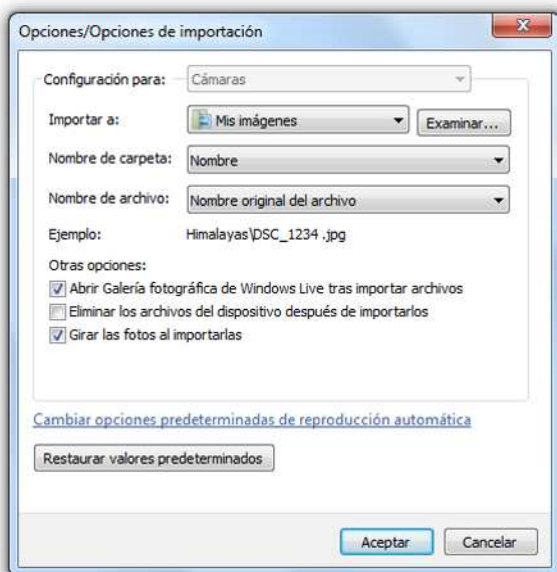 Opciones/Opciones de importación
Configuración para: Cámaras
Importar a: Mis imágenes Examinar...
Nombre de carpeta: Nombre
Nombre de archivo: Nombre original del archivo
Ejemplo: Himalayas\DSC_1234 .jpg
Otras opciones:
Abrir Galería fotográfica de Windows Live tras importar archivos
Eliminar los archivos del dispositivo después de importarlos
Girar las fotos al importarlas
Cambiar opciones predeterminadas de reproducción automática
Restaurar valores predeterminados
Aceptar Cancelar